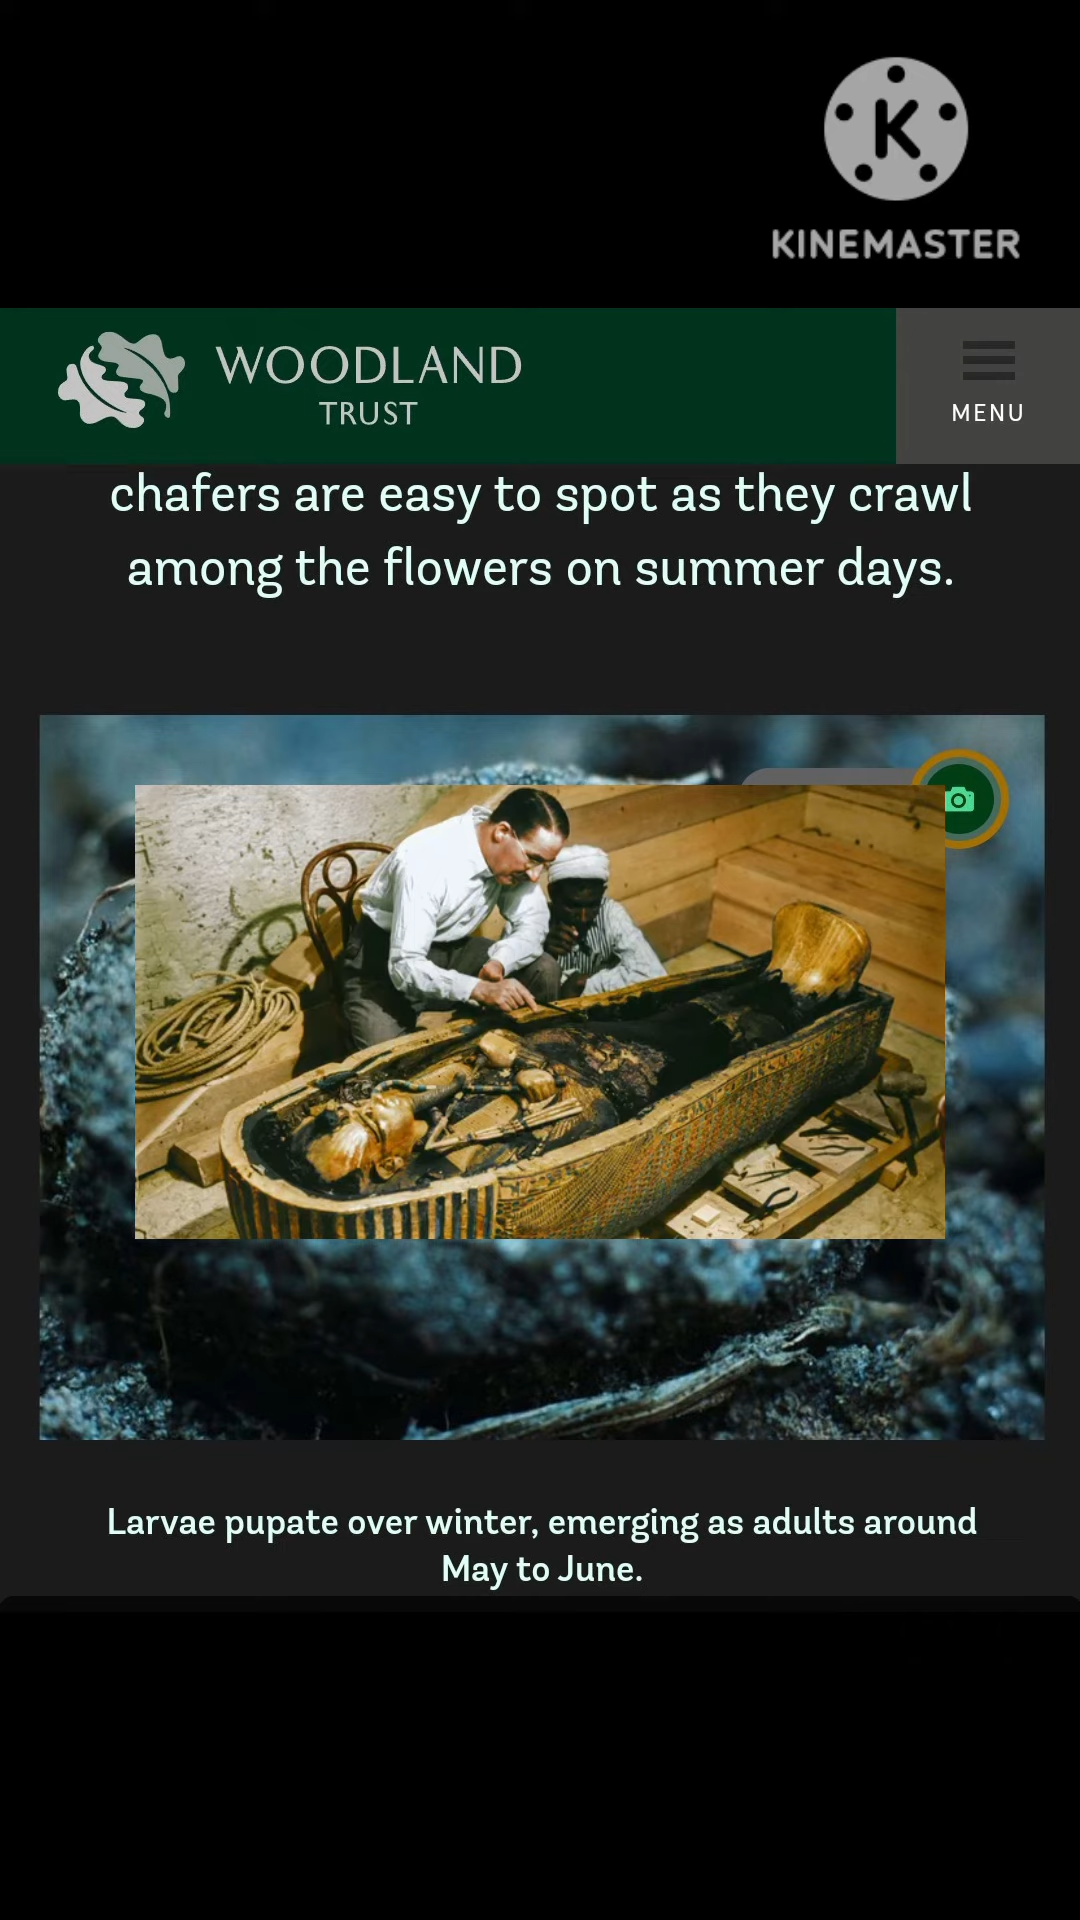 K
KINEMASTER
WOODLAND
TRUST
MENU
chafers are easy to spot as they crawl
among the flowers on summer days.
Larvae pupate over winter, emerging as adults around
May to June.